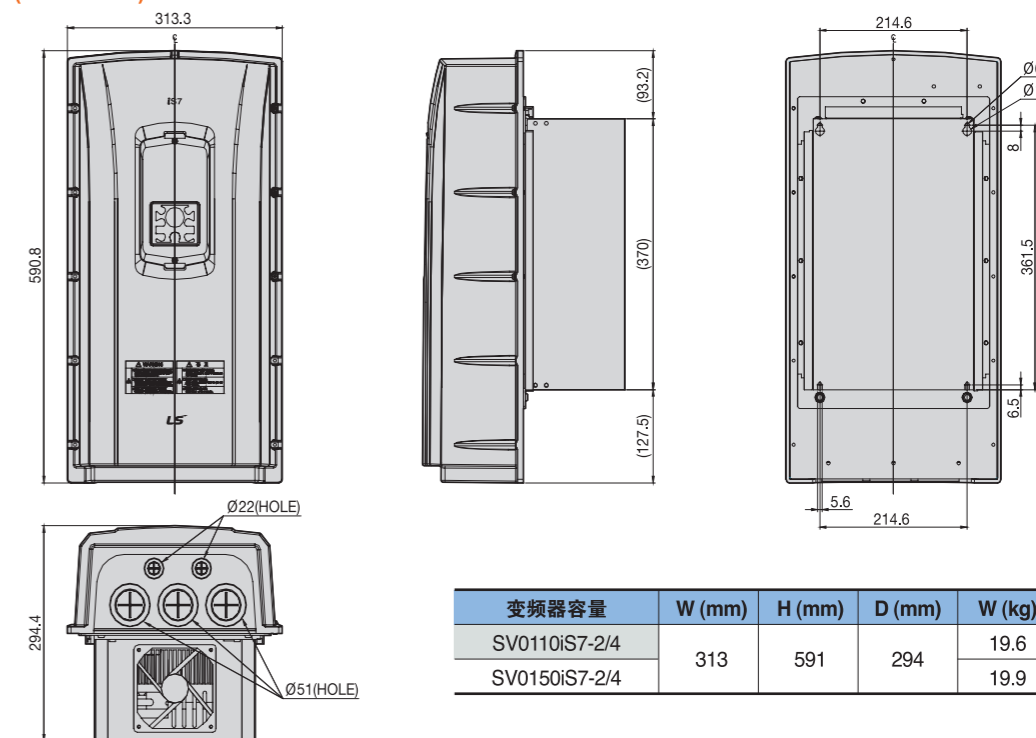 313.3
590.8
iS7
WARNING
LS
(93.2)
(370)
(127.5)
214.6
Ø
8
361.5
6.5
5.6
214.6
Ø22(HOLE)
294.4
Ø51(HOLE)
变频器容量 W (mm) H (mm) D (mm) W (kg)
SV0110iS7-2/4 313 591 294 19.6
SV0150iS7-2/4 19.9